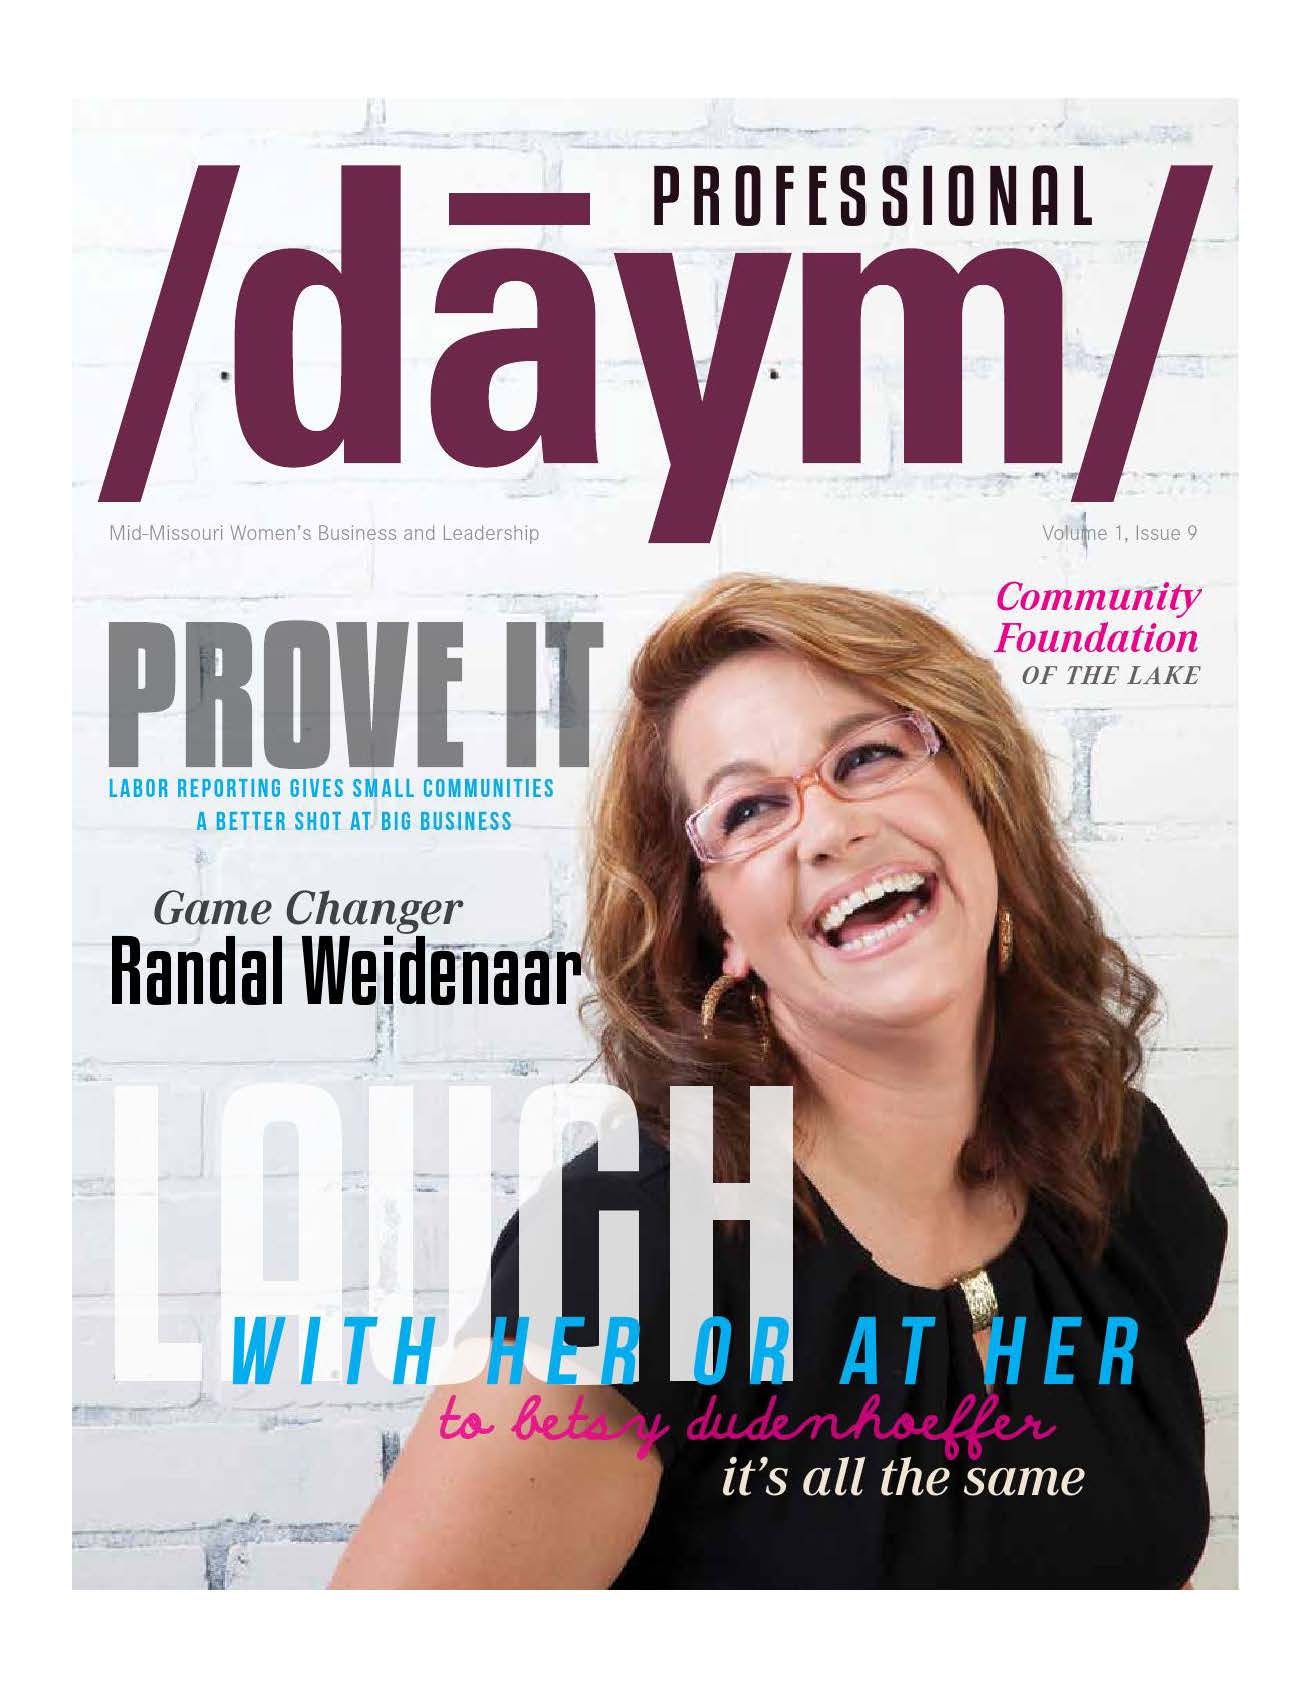 PROFESSIONAL
/dāym/
Mid-Missouri Women's Business and Leadership
Volume 1, Issue 9
Community
Foundation
OF THE LAKE
PROVE IT
LABOR REPORTING GIVES SMALL COMMUNITIES
A BETTER SHOT AT BIG BUSINESS
Game Changer
Randal Weidenaar
LAUGH
WITH HER OR AT HER
to betsy dudenhoeffer
it's all the same